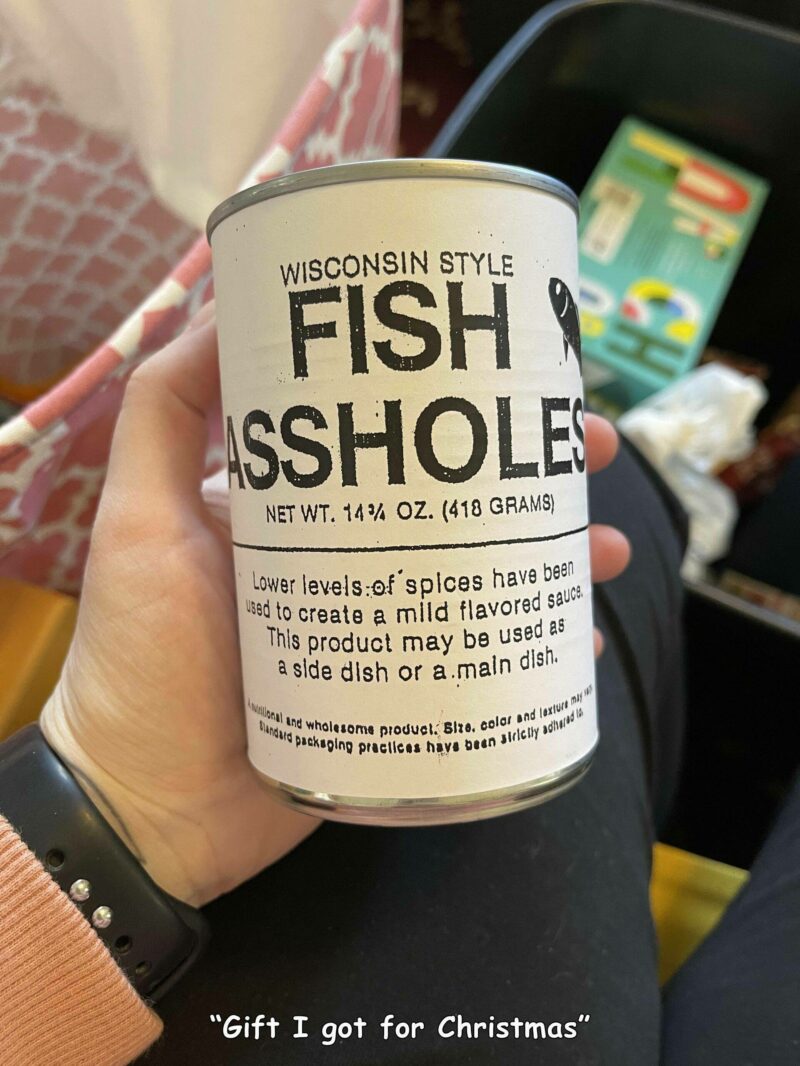 WISCONSIN STYLE
FISH
ASSHOLES
NET WT. 14¾ OZ. (418 GRAMS)
Lower levels of spices have been
used to create a mild flavored sauce.
This product may be used as
a side dish or a main dish.
A nutritional and wholesome product. Size, color and texture may vary.
Standard packaging practices have been strictly adhered to.
“Gift I got for Christmas”